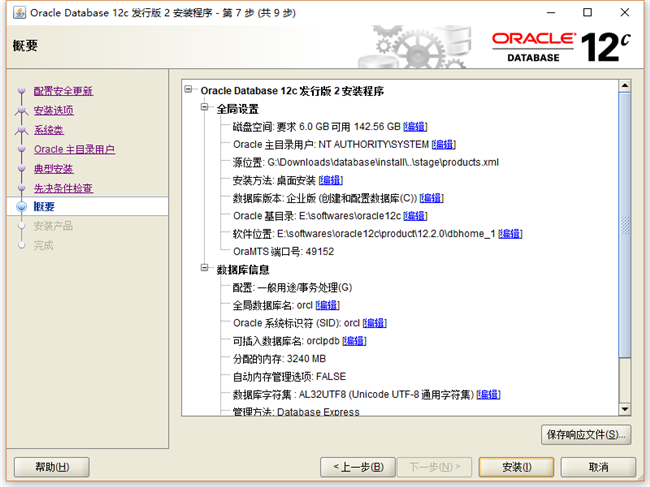 Oracle Database 12c 发行版 2 安装程序 - 第 7 步 (共 9 步)
概要
ORACLE
DATABASE
12c
配置安全更新
安装选项
系统类
Oracle 主目录用户
典型安装
先决条件检查
概要
安装产品
完成
Oracle Database 12c 发行版 2 安装程序
全局设置
磁盘空间: 要求 6.0 GB 可用 142.56 GB [编辑]
Oracle 主目录用户: NT AUTHORITY\SYSTEM [编辑]
源位置: G:\Downloads\database\install\..\stage\products.xml
安装方法: 桌面安装 [编辑]
数据库版本: 企业版 (创建和配置数据库(C)) [编辑]
Oracle 基目录: E:\softwares\oracle12c [编辑]
软件位置: E:\softwares\oracle12c\product\12.2.0\dbhome_1 [编辑]
OraMTS 端口号: 49152
数据库信息
配置: 一般用途/事务处理(G)
全局数据库名: orcl [编辑]
Oracle 系统标识符 (SID): orcl [编辑]
可插入数据库名: orclpdb [编辑]
分配的内存: 3240 MB
自动内存管理选项: FALSE
数据库字符集 : AL32UTF8 (Unicode UTF-8 通用字符集) [编辑]
管理方法: Database Express
保存响应文件(S)...
帮助(H)
< 上一步(B)
下一步(N) >
安装(I)
取消